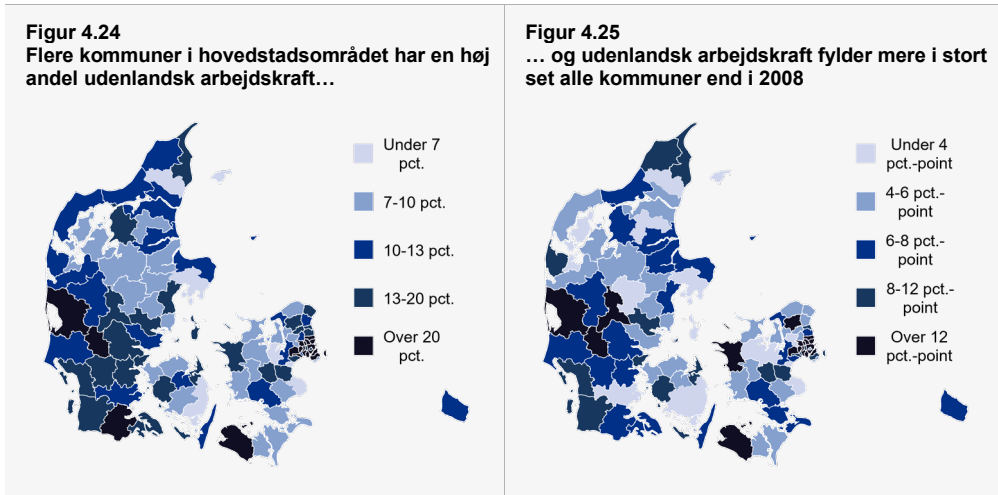 Figur 4.24
Flere kommuner i hovedstadsområdet har en høj
andel udenlandsk arbejdskraft…
Under 7
pct.
7-10 pct.
10-13 pct.
13-20 pct.
Over 20
pct.
Figur 4.25
… og udenlandsk arbejdskraft fylder mere i stort
set alle kommuner end i 2008
Under 4
pct.-point
4-6 pct.-
point
6-8 pct.-
point
8-12 pct.-
point
Over 12
pct.-point